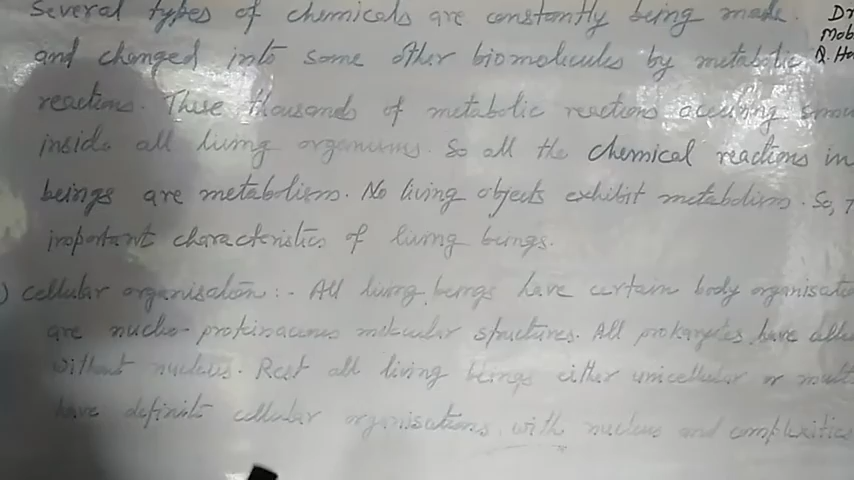 Several types of chemicals are constantly being made. Dr
and changed into some other biomolecules by metabolic
reactions. These thousands of metabolic reactions occuring
inside all living organisms. So all the chemical reactions in
beings are metabolism. No living objects exhibit metabolism. So,
important characteristics of living beings.
) Cellular organisation:- All living beings have certain body organisatio
are nucleo-proteinaceous molecular structures. All prokaryotes have
without nucleus. Rest all living beings either unicellular or mult
have definite cellular organisations with nucleus and complexities